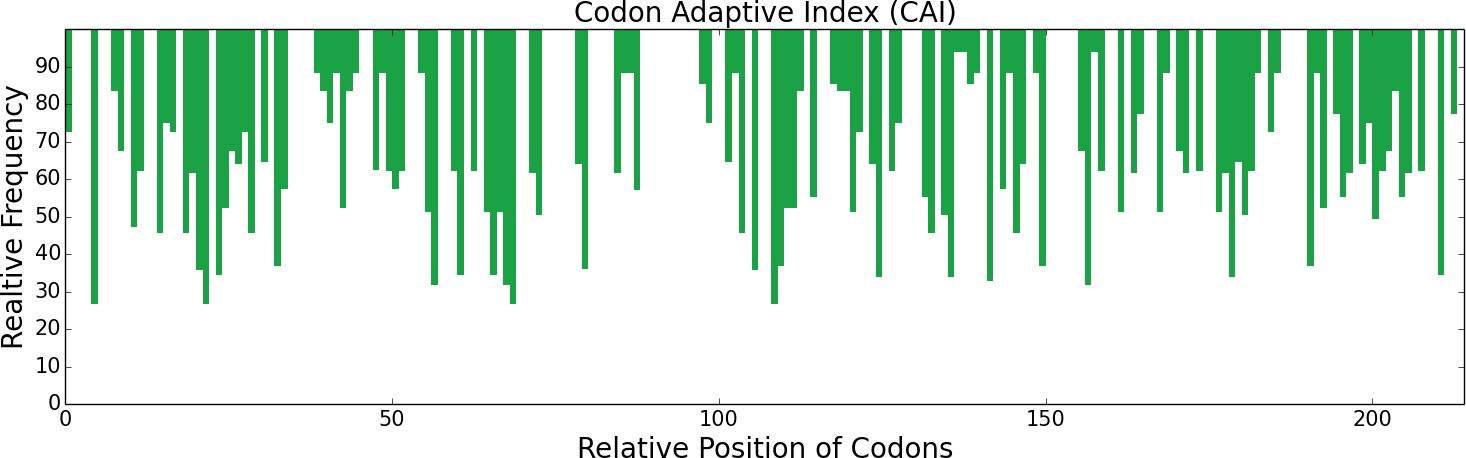 Codon Adaptive Index (CAI)
Realtive Frequency
90
80
70
60
50
40
30
20
10
0
0 50 100 150 200
Relative Position of Codons